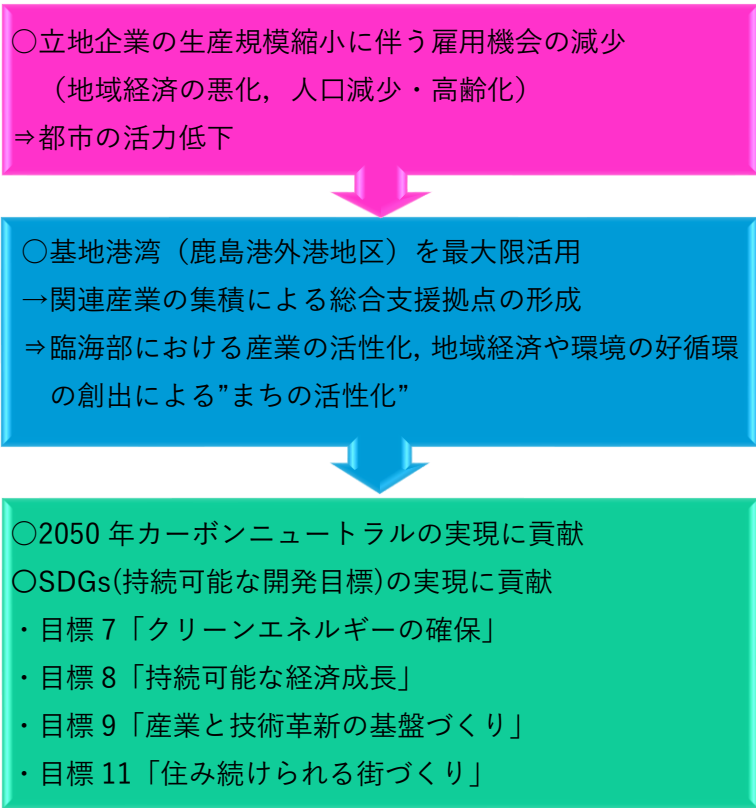 ○立地企業の生産規模縮小に伴う雇用機会の減少
（地域経済の悪化，人口減少・高齢化）
⇒都市の活力低下
○基地港湾（鹿島港外港地区）を最大限活用
→関連産業の集積による総合支援拠点の形成
⇒臨海部における産業の活性化, 地域経済や環境の好循環
の創出による”まちの活性化”
○2050 年カーボンニュートラルの実現に貢献
〇SDGs(持続可能な開発目標)の実現に貢献
・目標 7「クリーンエネルギーの確保」
・目標 8「持続可能な経済成長」
・目標 9「産業と技術革新の基盤づくり」
・目標 11「住み続けられる街づくり」